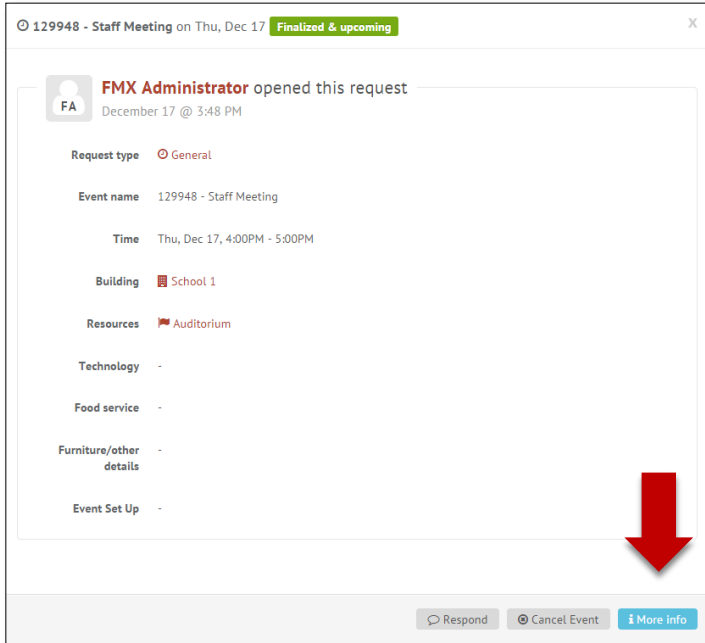 129948 - Staff Meeting on Thu, Dec 17 Finalized & upcoming X
FMX Administrator opened this request
FA
December 17 @ 3:48 PM
Request type General
Event name 129948 - Staff Meeting
Time Thu, Dec 17, 4:00PM - 5:00PM
Building School 1
Resources Auditorium
Technology -
Food service -
Furniture/other -
details
Event Set Up -
Respond Cancel Event i More info